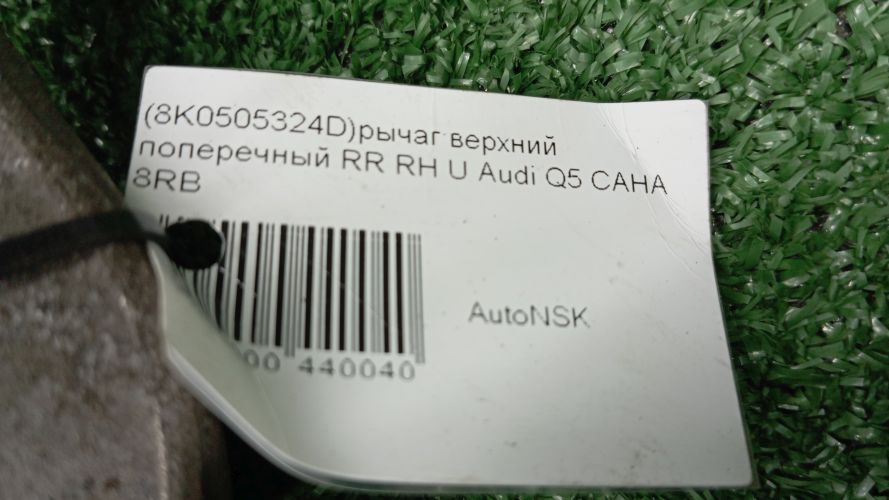 (8K0505324D)рычаг верхний
поперечный RR RH U Audi Q5 CAHA
8RB
AutoNSK
440040